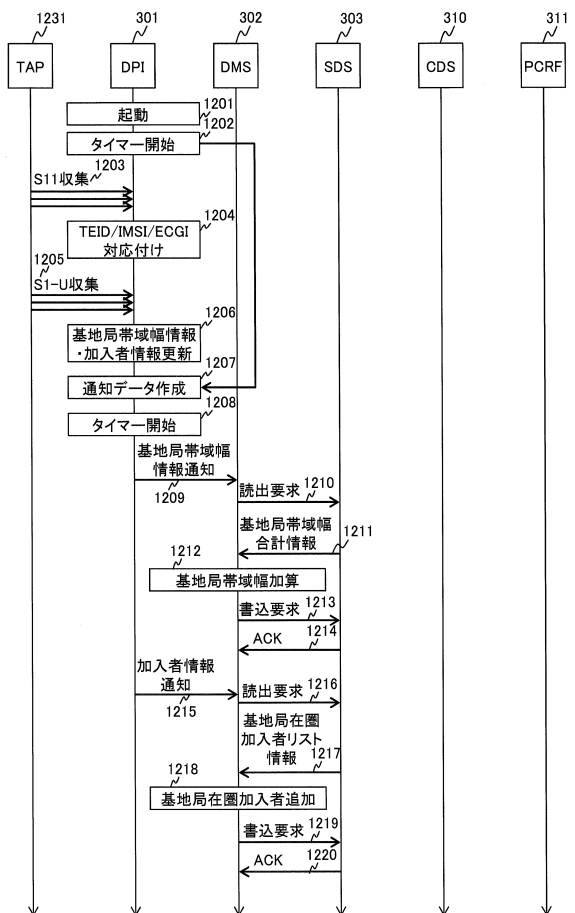 1231
301
302
303
310
311
TAP
DPI
DMS
SDS
CDS
PCRF
1201
起動
1202
タイマー開始
S11収集
1203
1204
TEID/IMSI/ECGI
対応付け
1205
S1-U収集
1206
基地局帯域幅情報
・加入者情報更新
1207
通知データ作成
1208
タイマー開始
基地局帯域幅
情報通知
1209
読出要求
1210
基地局帯域幅
合計情報
1211
1212
基地局帯域幅加算
書込要求
1213
ACK
1214
加入者情報
通知
1215
読出要求
1216
基地局在圏
加入者リスト
情報
1217
1218
基地局在圏加入者追加
書込要求
1219
ACK
1220